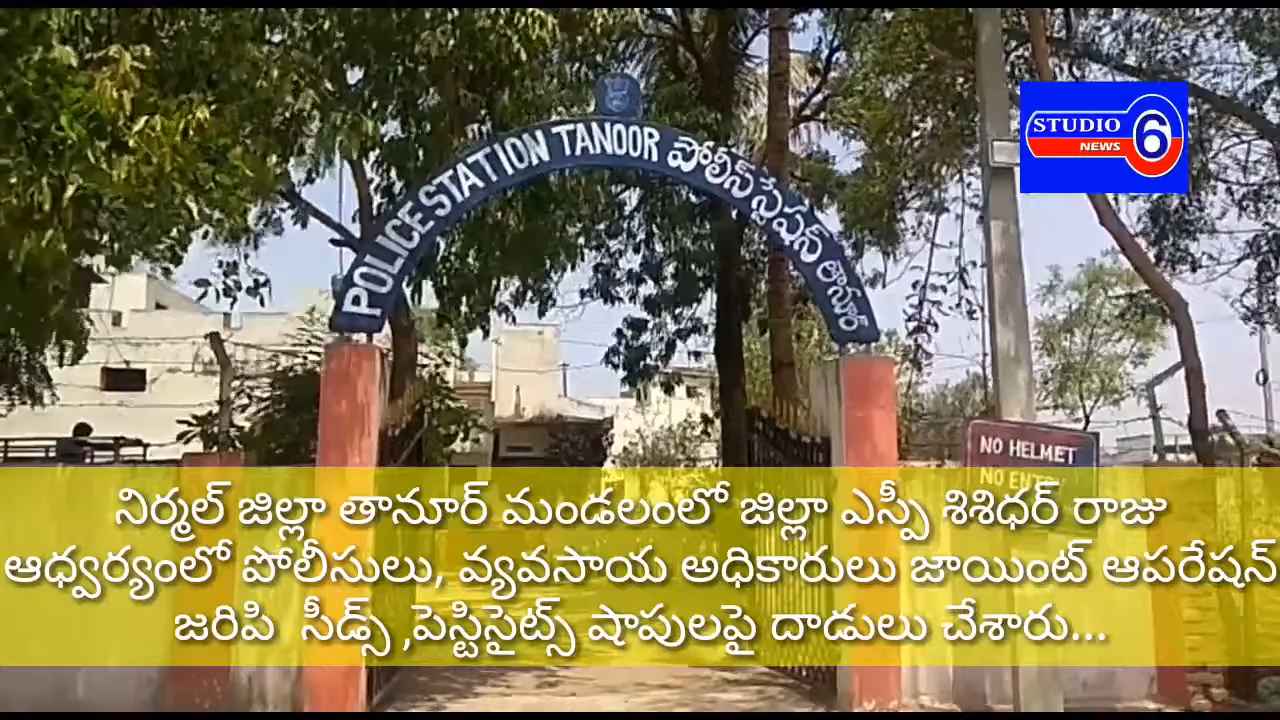 POLICE STATION TANOOR పోలీస్ స్టేషన్ తానూర్
STUDIO 6
NEWS
NO HELMET
NO ENTRY
నిర్మల్ జిల్లా తానూర్ మండలంలో జిల్లా ఎస్పీ శిశిధర్ రాజు
ఆధ్వర్యంలో పోలీసులు, వ్యవసాయ అధికారులు జాయింట్ ఆపరేషన్
జరిపి సీడ్స్ ,పెస్టిసైట్స్ షాపులపై దాడులు చేశారు...